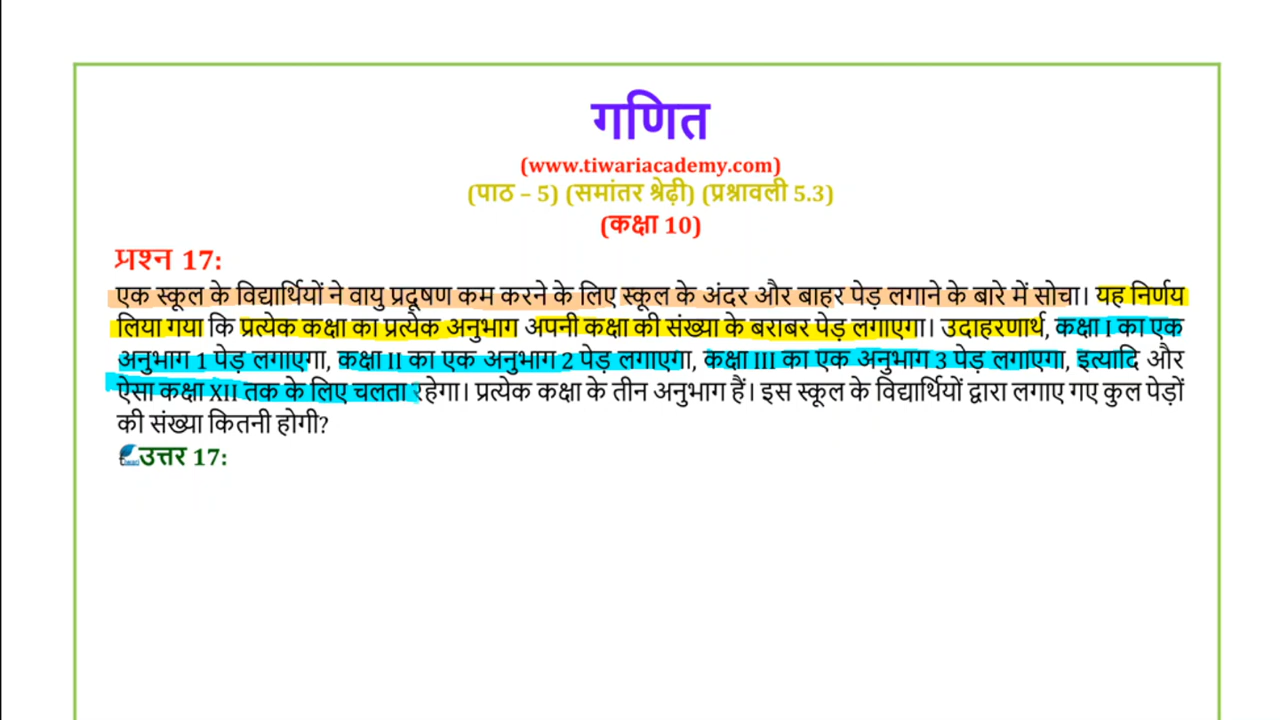 गणित
(www.tiwariacademy.com)
(पाठ – 5) (समांतर श्रेढ़ी) (प्रश्नावली 5.3)
(कक्षा 10)
प्रश्न 17:
एक स्कूल के विद्यार्थियों ने वायु प्रदूषण कम करने के लिए स्कूल के अंदर और बाहर पेड़ लगाने के बारे में सोचा। यह निर्णय
लिया गया कि प्रत्येक कक्षा का प्रत्येक अनुभाग अपनी कक्षा की संख्या के बराबर पेड़ लगाएगा। उदाहरणार्थ, कक्षा I का एक
अनुभाग 1 पेड़ लगाएगा, कक्षा II का एक अनुभाग 2 पेड़ लगाएगा, कक्षा III का एक अनुभाग 3 पेड़ लगाएगा, इत्यादि और
ऐसा कक्षा XII तक के लिए चलता रहेगा। प्रत्येक कक्षा के तीन अनुभाग हैं। इस स्कूल के विद्यार्थियों द्वारा लगाए गए कुल पेड़ों
की संख्या कितनी होगी?
उत्तर 17: